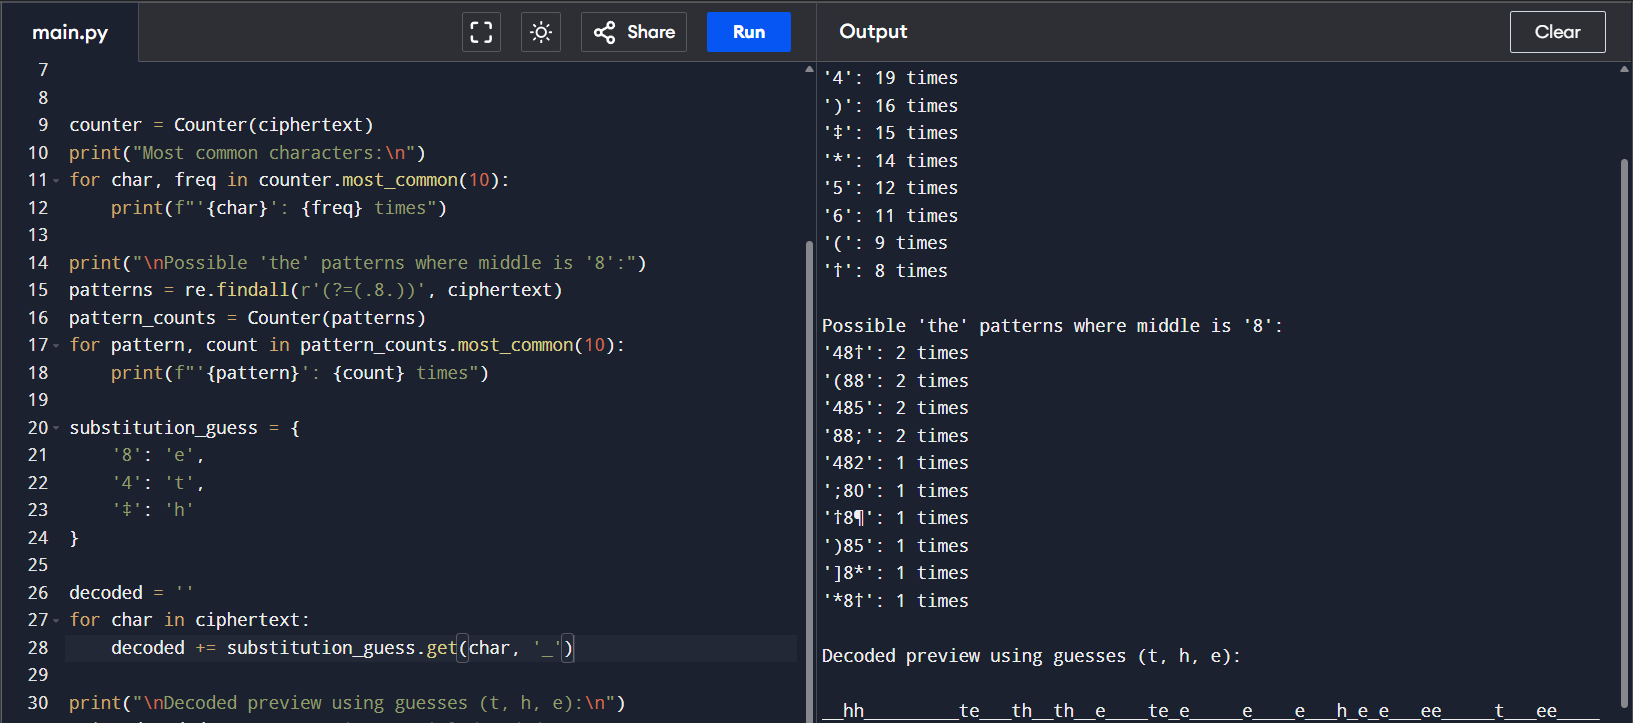 main.py
Share
Run
Output
Clear
7
8
9 counter = Counter(ciphertext)
10 print("Most common characters:\n")
11 for char, freq in counter.most_common(10):
12 print(f"'{char}': {freq} times")
13
14 print("\nPossible 'the' patterns where middle is '8':")
15 patterns = re.findall(r'(?=(.8.))', ciphertext)
16 pattern_counts = Counter(patterns)
17 for pattern, count in pattern_counts.most_common(10):
18 print(f"'{pattern}': {count} times")
19
20 substitution_guess = {
21 '8': 'e',
22 '4': 't',
23 '‡': 'h'
24 }
25
26 decoded = ''
27 for char in ciphertext:
28 decoded += substitution_guess.get(char, '_')
29
30 print("\nDecoded preview using guesses (t, h, e):\n")
'4': 19 times
')': 16 times
'‡': 15 times
'*': 14 times
'5': 12 times
'6': 11 times
'(': 9 times
'†': 8 times
Possible 'the' patterns where middle is '8':
'48†': 2 times
'(88': 2 times
'485': 2 times
'88;': 2 times
'482': 1 times
';80': 1 times
'†8¶': 1 times
')85': 1 times
']8*': 1 times
'*8†': 1 times
Decoded preview using guesses (t, h, e):
__hh_________te___th__th__e____te_e_____e____e___h_e_e___ee_____t___ee____